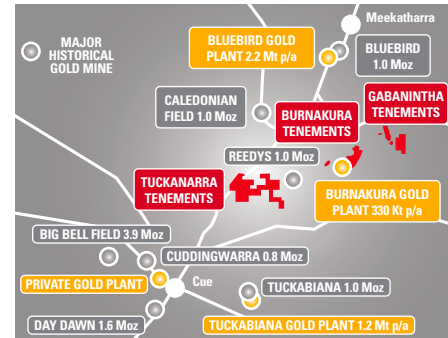 Meekatharra
MAJOR
HISTORICAL
GOLD MINE
BLUEBIRD GOLD
PLANT 2.2 Mt p/a
BLUEBIRD
1.0 Moz
CALEDONIAN
FIELD 1.0 Moz
BURNAKURA
TENEMENTS
GABANINTHA
TENEMENTS
REEDYS 1.0 Moz
TUCKANARRA
TENEMENTS
BURNAKURA GOLD
PLANT 330 Kt p/a
BIG BELL FIELD 3.9 Moz
CUDDINGWARRA 0.8 Moz
PRIVATE GOLD PLANT
Cue
TUCKABIANA 1.0 Moz
DAY DAWN 1.6 Moz
TUCKABIANA GOLD PLANT 1.2 Mt p/a